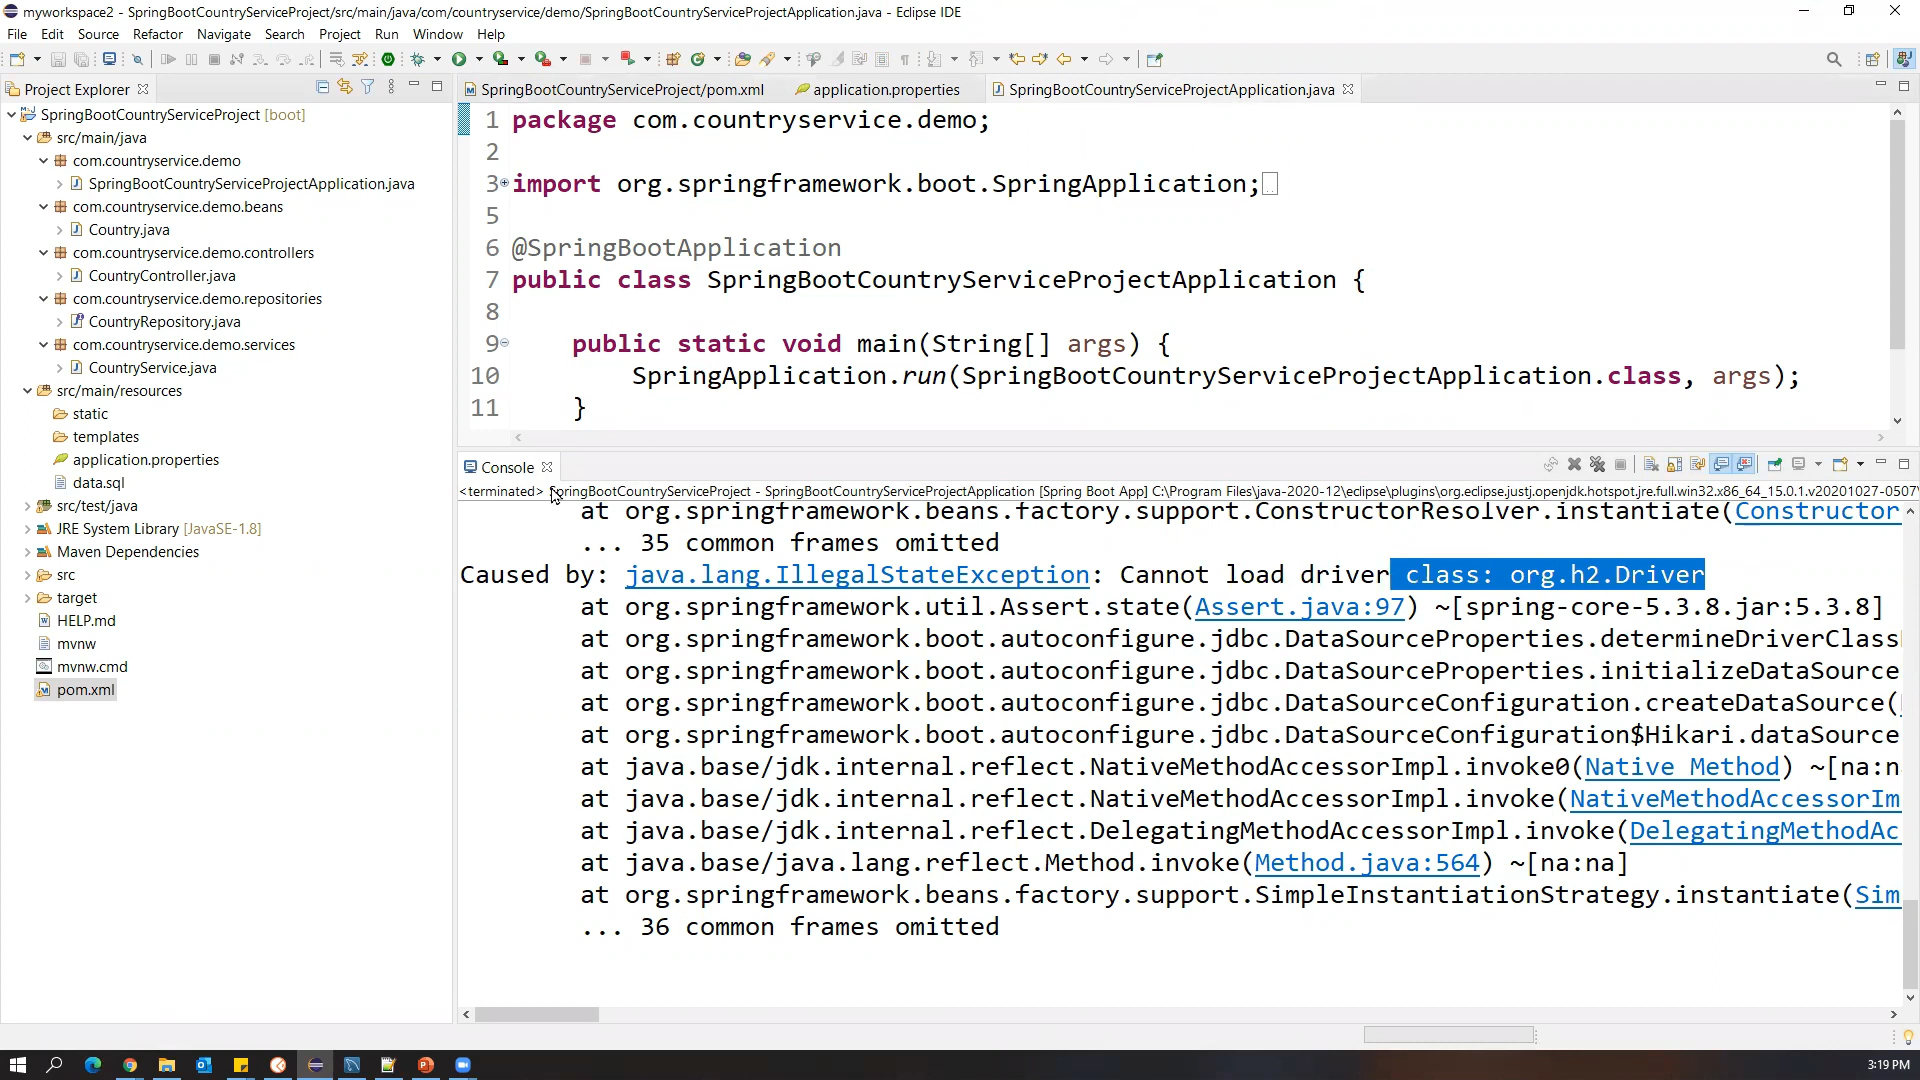 myworkspace2 - SpringBootCountryServiceProject/src/main/java/com/countryservice/demo/SpringBootCountryServiceProjectApplication.java - Eclipse IDE
File Edit Source Refactor Navigate Search Project Run Window Help
Project Explorer
SpringBootCountryServiceProject [boot]
src/main/java
com.countryservice.demo
SpringBootCountryServiceProjectApplication.java
com.countryservice.demo.beans
Country.java
com.countryservice.demo.controllers
CountryController.java
com.countryservice.demo.repositories
CountryRepository.java
com.countryservice.demo.services
CountryService.java
src/main/resources
static
templates
application.properties
data.sql
src/test/java
JRE System Library [JavaSE-1.8]
Maven Dependencies
src
target
HELP.md
mvnw
mvnw.cmd
pom.xml
SpringBootCountryServiceProject/pom.xml application.properties SpringBootCountryServiceProjectApplication.java
1 package com.countryservice.demo;
2
3 import org.springframework.boot.SpringApplication;
5
6 @SpringBootApplication
7 public class SpringBootCountryServiceProjectApplication {
8
9 public static void main(String[] args) {
10 SpringApplication.run(SpringBootCountryServiceProjectApplication.class, args);
11 }
Console
<terminated> SpringBootCountryServiceProject - SpringBootCountryServiceProjectApplication [Spring Boot App] C:\Program Files\java-2020-12\eclipse\plugins\org.eclipse.justj.openjdk.hotspot.jre.full.win32.x86_64_15.0.1.v20201027-0507
at org.springframework.beans.factory.support.ConstructorResolver.instantiate(Constructor
... 35 common frames omitted
Caused by: java.lang.IllegalStateException: Cannot load driver class: org.h2.Driver
at org.springframework.util.Assert.state(Assert.java:97) ~[spring-core-5.3.8.jar:5.3.8]
at org.springframework.boot.autoconfigure.jdbc.DataSourceProperties.determineDriverClass
at org.springframework.boot.autoconfigure.jdbc.DataSourceProperties.initializeDataSource
at org.springframework.boot.autoconfigure.jdbc.DataSourceConfiguration.createDataSource(
at org.springframework.boot.autoconfigure.jdbc.DataSourceConfiguration$Hikari.dataSource
at java.base/jdk.internal.reflect.NativeMethodAccessorImpl.invoke0(Native Method) ~[na:n
at java.base/jdk.internal.reflect.NativeMethodAccessorImpl.invoke(NativeMethodAccessorIm
at java.base/jdk.internal.reflect.DelegatingMethodAccessorImpl.invoke(DelegatingMethodAc
at java.base/java.lang.reflect.Method.invoke(Method.java:564) ~[na:na]
at org.springframework.beans.factory.support.SimpleInstantiationStrategy.instantiate(Sim
... 36 common frames omitted
3:19 PM